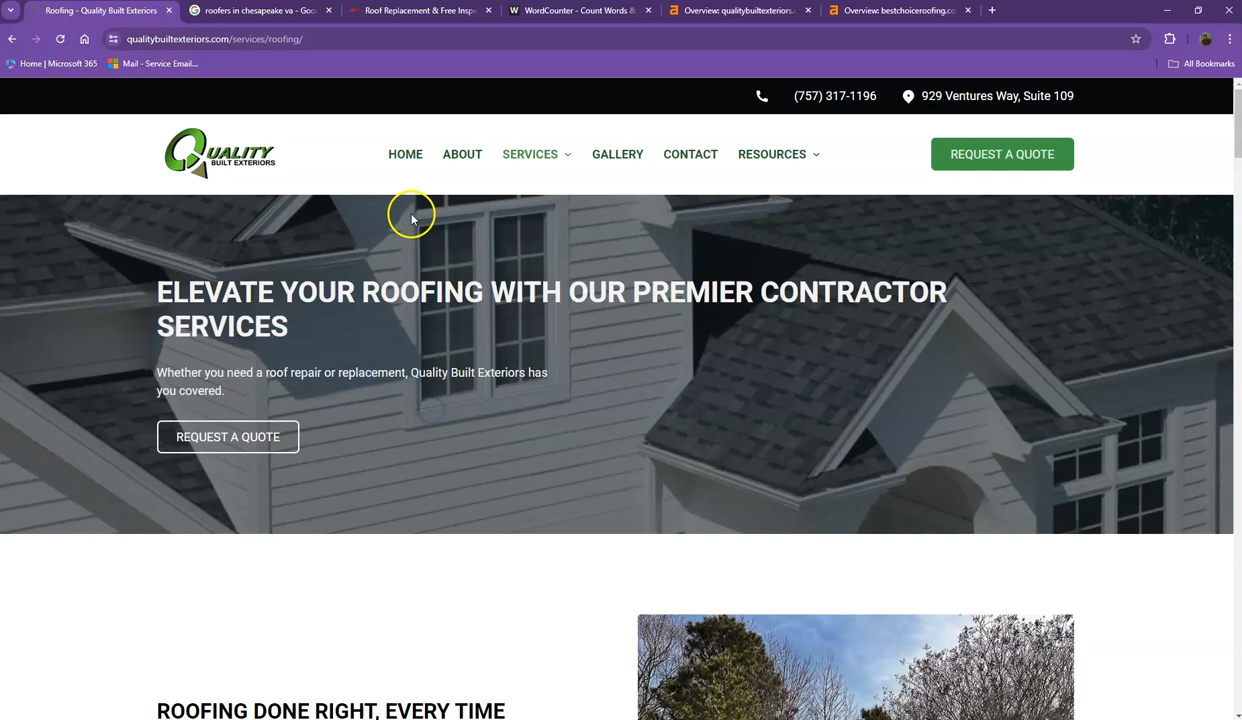 Roofing - Quality Built Exteriors
roofers in chesapeake va - Goo
Roof Replacement & Free Inspe
WordCounter - Count Words &
Overview: qualitybuiltexteriors.
Overview: bestchoiceroofing.co
qualitybuiltexteriors.com/services/roofing/
Home | Microsoft 365
Mail - Service Email....
All Bookmarks
(757) 317-1196
929 Ventures Way, Suite 109
QUALITY
BUILT EXTERIORS
HOME
ABOUT
SERVICES
GALLERY
CONTACT
RESOURCES
REQUEST A QUOTE
ELEVATE YOUR ROOFING WITH OUR PREMIER CONTRACTOR
SERVICES
Whether you need a roof repair or replacement, Quality Built Exteriors has
you covered.
REQUEST A QUOTE
ROOFING DONE RIGHT, EVERY TIME